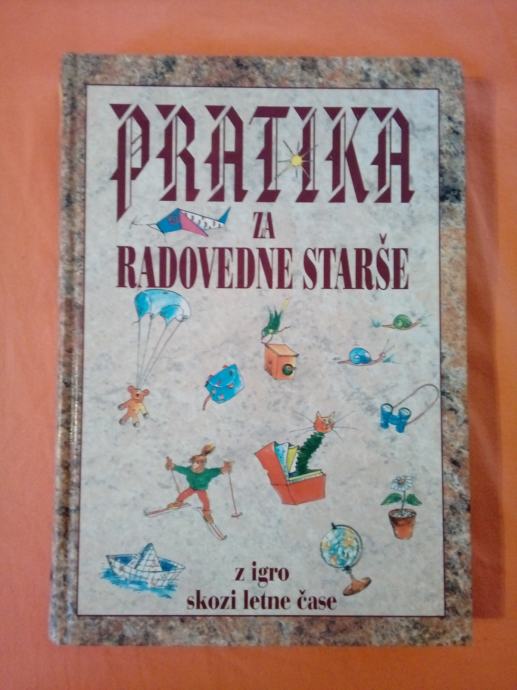 PRATIKA
ZA
RADOVEDNE STARŠE
z igro
skozi letne čase